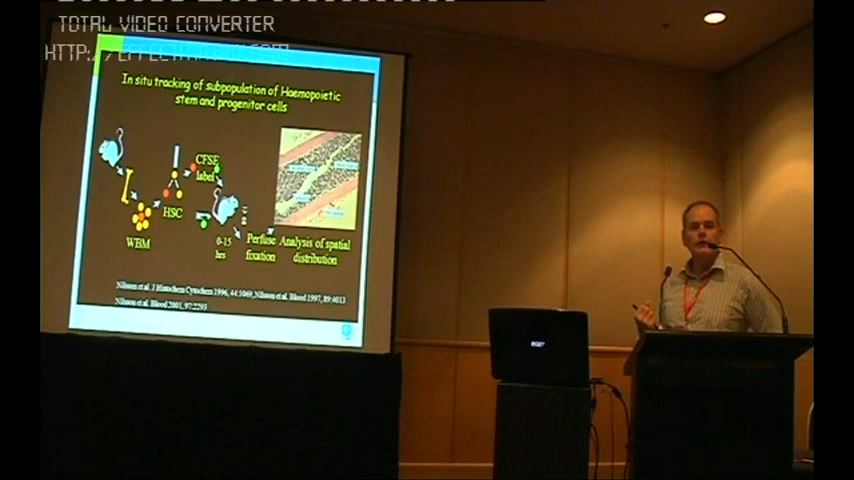 TOTAL VIDEO CONVERTER
In situ tracking of subpopulation of Haemopoietic
stem and progenitor cells
CFSE
label
HSC
WBM
0-15
hrs
Perfuse
fixation
Analysis of spatial
distribution
Nilsson et al. J Histochem Cytochem 1996, 44:1069, Nilsson et al. Blood 1997, 89:4013
Nilsson et al. Blood 2001, 97:2293
acer